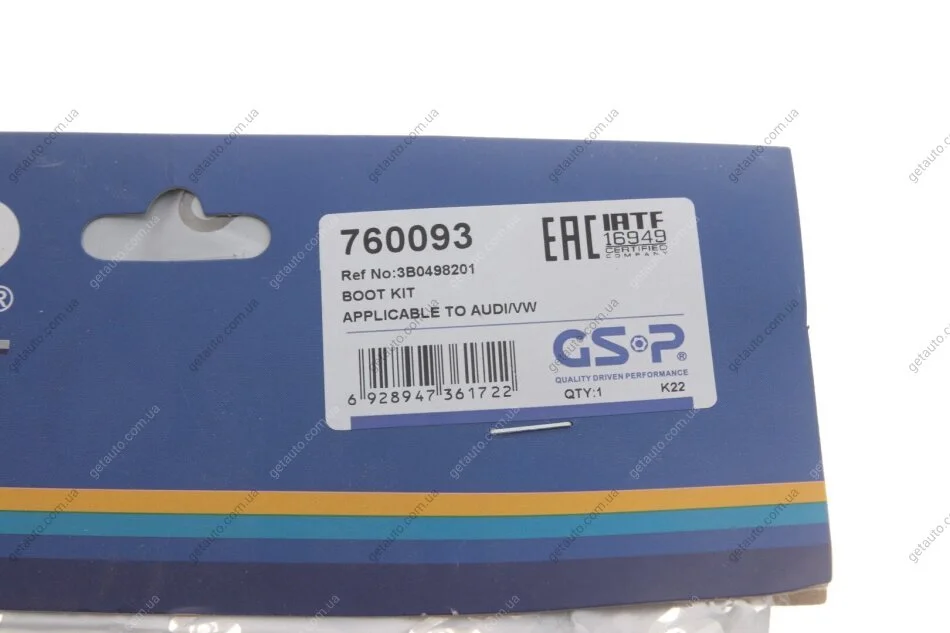 ®
760093
EAC
IATF
16949
CERTIFIED
COMPANY
Ref No:3B0498201
BOOT KIT
APPLICABLE TO AUDI/VW
GSP®
QUALITY DRIVEN PERFORMANCE
6 928947 361722
QTY:1
K22
getauto.com.ua